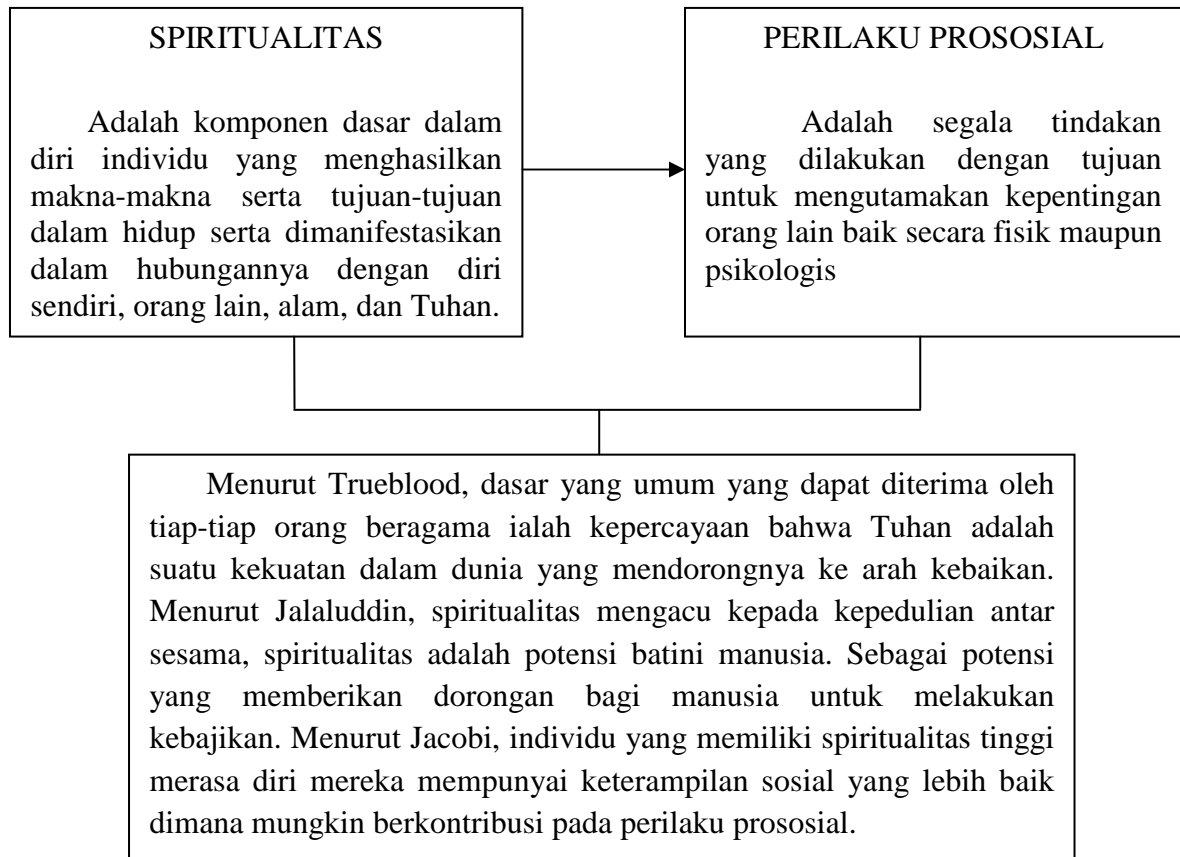 SPIRITUALITAS
Adalah komponen dasar dalam
diri individu yang menghasilkan
makna-makna serta tujuan-tujuan
dalam hidup serta dimanifestasikan
dalam hubungannya dengan diri
sendiri, orang lain, alam, dan Tuhan.
PERILAKU PROSOSIAL
Adalah segala tindakan
yang dilakukan dengan tujuan
untuk mengutamakan kepentingan
orang lain baik secara fisik maupun
psikologis
Menurut Trueblood, dasar yang umum yang dapat diterima oleh
tiap-tiap orang beragama ialah kepercayaan bahwa Tuhan adalah
suatu kekuatan dalam dunia yang mendorongnya ke arah kebaikan.
Menurut Jalaluddin, spiritualitas mengacu kepada kepedulian antar
sesama, spiritualitas adalah potensi batini manusia. Sebagai potensi
yang memberikan dorongan bagi manusia untuk melakukan
kebajikan. Menurut Jacobi, individu yang memiliki spiritualitas tinggi
merasa diri mereka mempunyai keterampilan sosial yang lebih baik
dimana mungkin berkontribusi pada perilaku prososial.